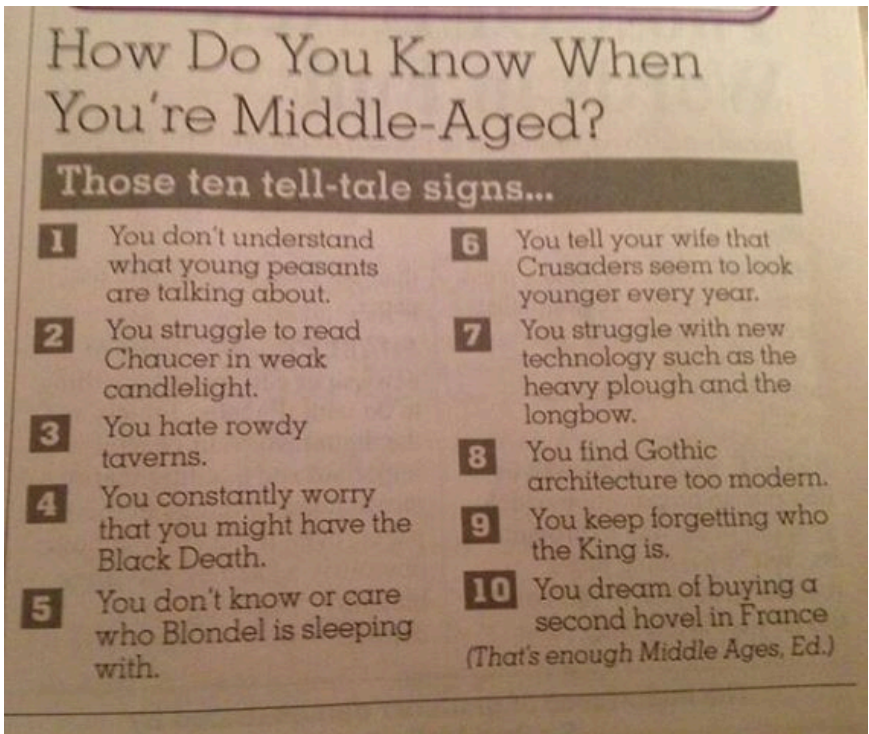 How Do You Know When
You're Middle-Aged?
Those ten tell-tale signs...
1 You don't understand
what young peasants
are talking about.
2 You struggle to read
Chaucer in weak
candlelight.
3 You hate rowdy
taverns.
4 You constantly worry
that you might have the
Black Death.
5 You don't know or care
who Blondel is sleeping
with.
6 You tell your wife that
Crusaders seem to look
younger every year.
7 You struggle with new
technology such as the
heavy plough and the
longbow.
8 You find Gothic
architecture too modern.
9 You keep forgetting who
the King is.
10 You dream of buying a
second hovel in France
(That's enough Middle Ages, Ed.)